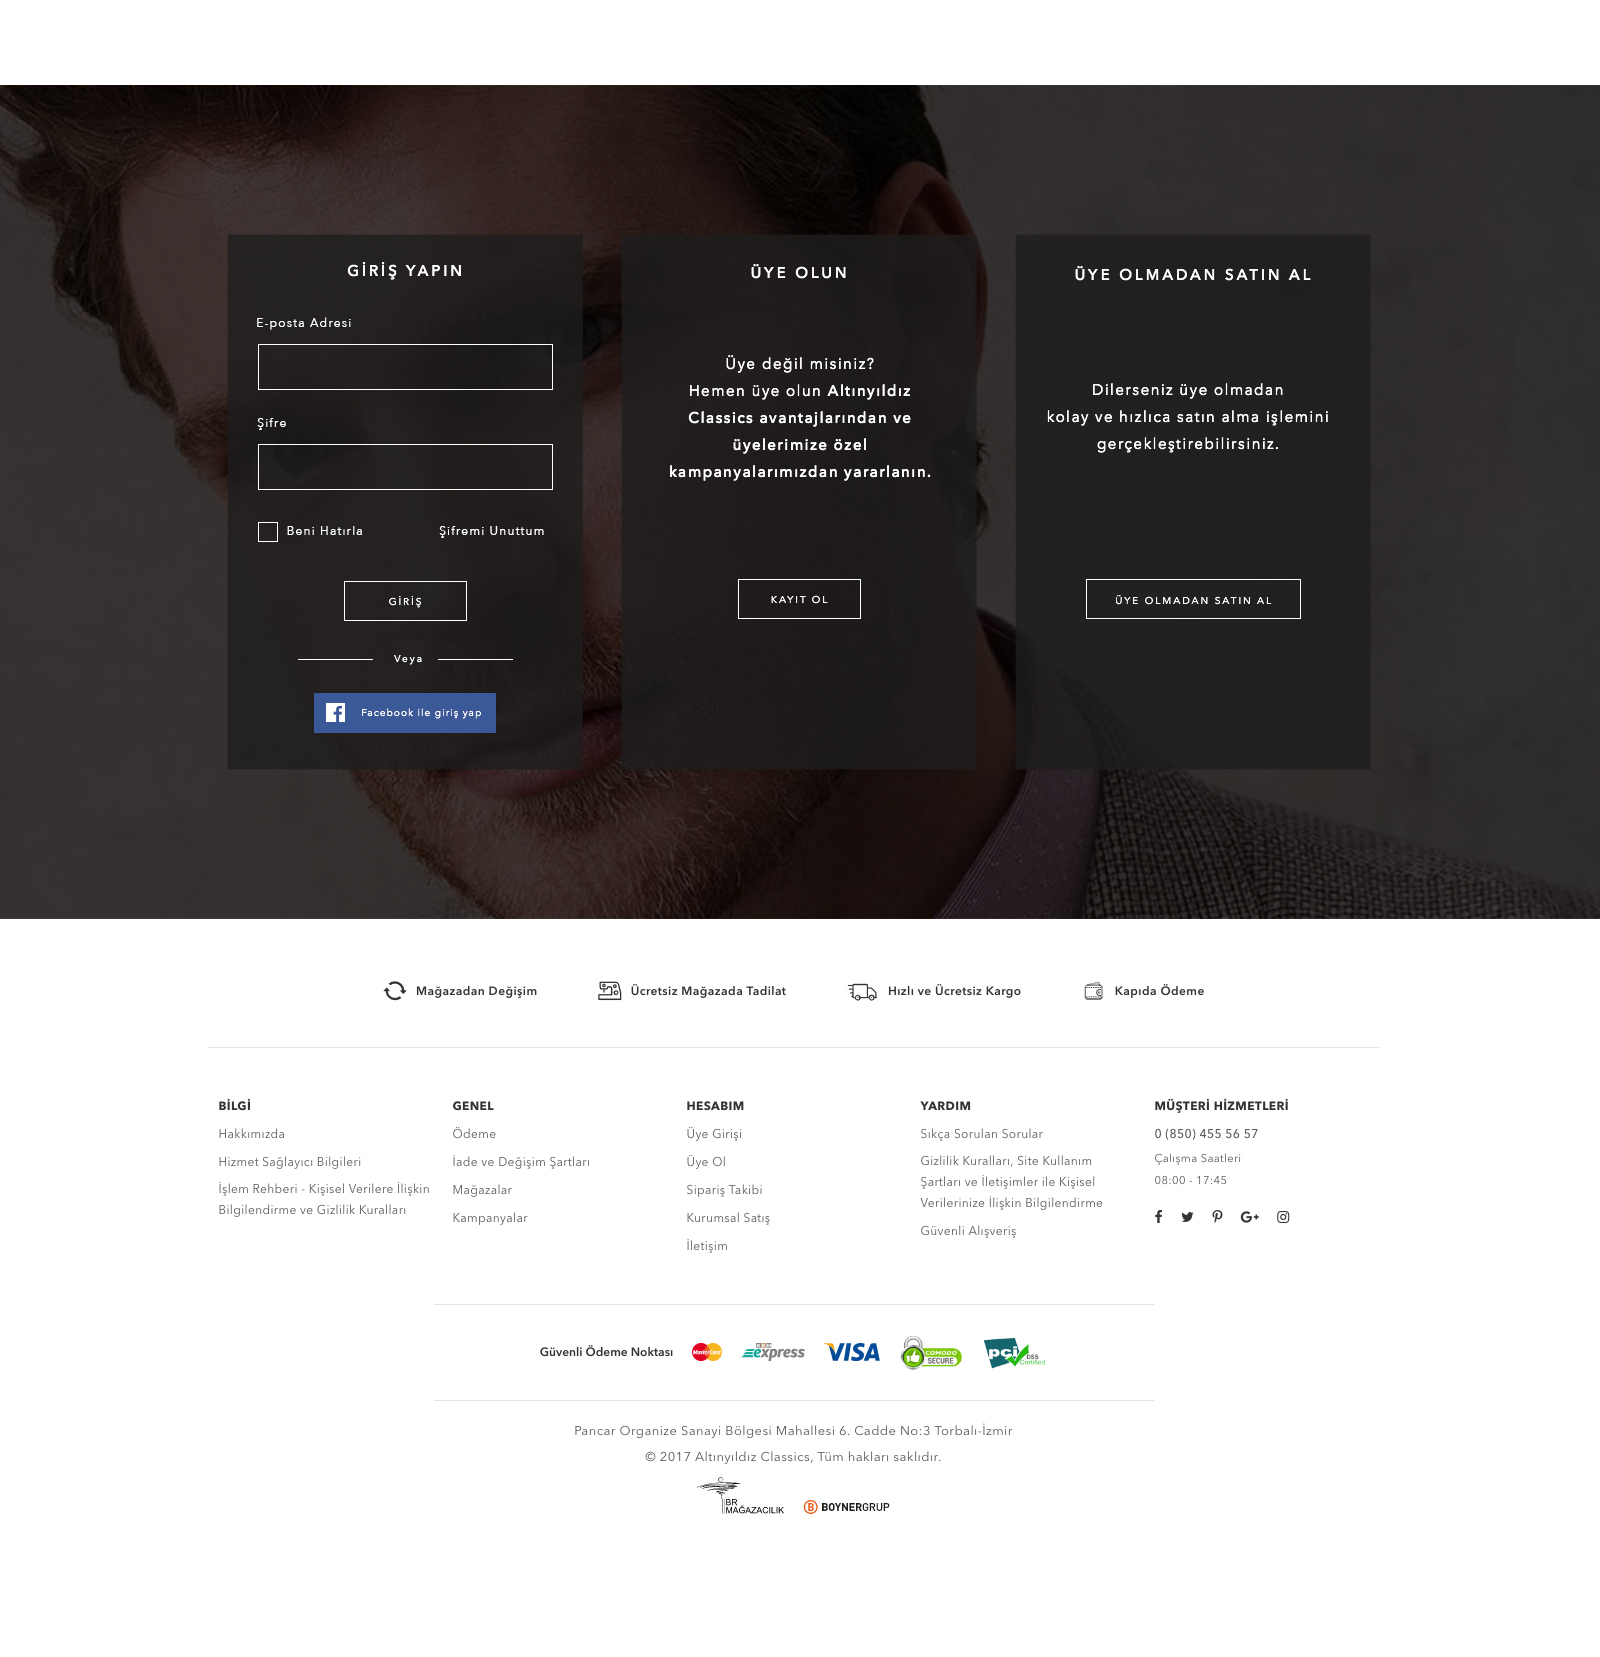 GİRİŞ YAPIN
E-posta Adresi
Şifre
Beni Hatırla
Şifremi Unuttum
GİRİŞ
Veya
Facebook ile giriş yap
ÜYE OLUN
Üye değil misiniz?
Hemen üye olun Altınyıldız
Classics avantajlarından ve
üyelerimize özel
kampanyalarımızdan yararlanın.
KAYIT OL
ÜYE OLMADAN SATIN AL
Dilerseniz üye olmadan
kolay ve hızlıca satın alma işlemini
gerçekleştirebilirsiniz.
ÜYE OLMADAN SATIN AL
Mağazadan Değişim
Ücretsiz Mağazada Tadilat
Hızlı ve Ücretsiz Kargo
Kapıda Ödeme
BİLGİ
Hakkımızda
Hizmet Sağlayıcı Bilgileri
İşlem Rehberi - Kişisel Verilere İlişkin
Bilgilendirme ve Gizlilik Kuralları
GENEL
Ödeme
İade ve Değişim Şartları
Mağazalar
Kampanyalar
HESABIM
Üye Girişi
Üye Ol
Sipariş Takibi
Kurumsal Satış
İletişim
YARDIM
Sıkça Sorulan Sorular
Gizlilik Kuralları, Site Kullanım
Şartları ve İletişimler ile Kişisel
Verilerinize İlişkin Bilgilendirme
Güvenli Alışveriş
MÜŞTERİ HİZMETLERİ
0 (850) 455 56 57
Çalışma Saatleri
08:00 - 17:45
Güvenli Ödeme Noktası
MasterCard
express
VISA
COMODO
SECURE
pci
DSS
Certified
Pancar Organize Sanayi Bölgesi Mahallesi 6. Cadde No:3 Torbalı-İzmir
© 2017 Altınyıldız Classics, Tüm hakları saklıdır.
BR
MAĞAZACILIK
B BOYNERGRUP